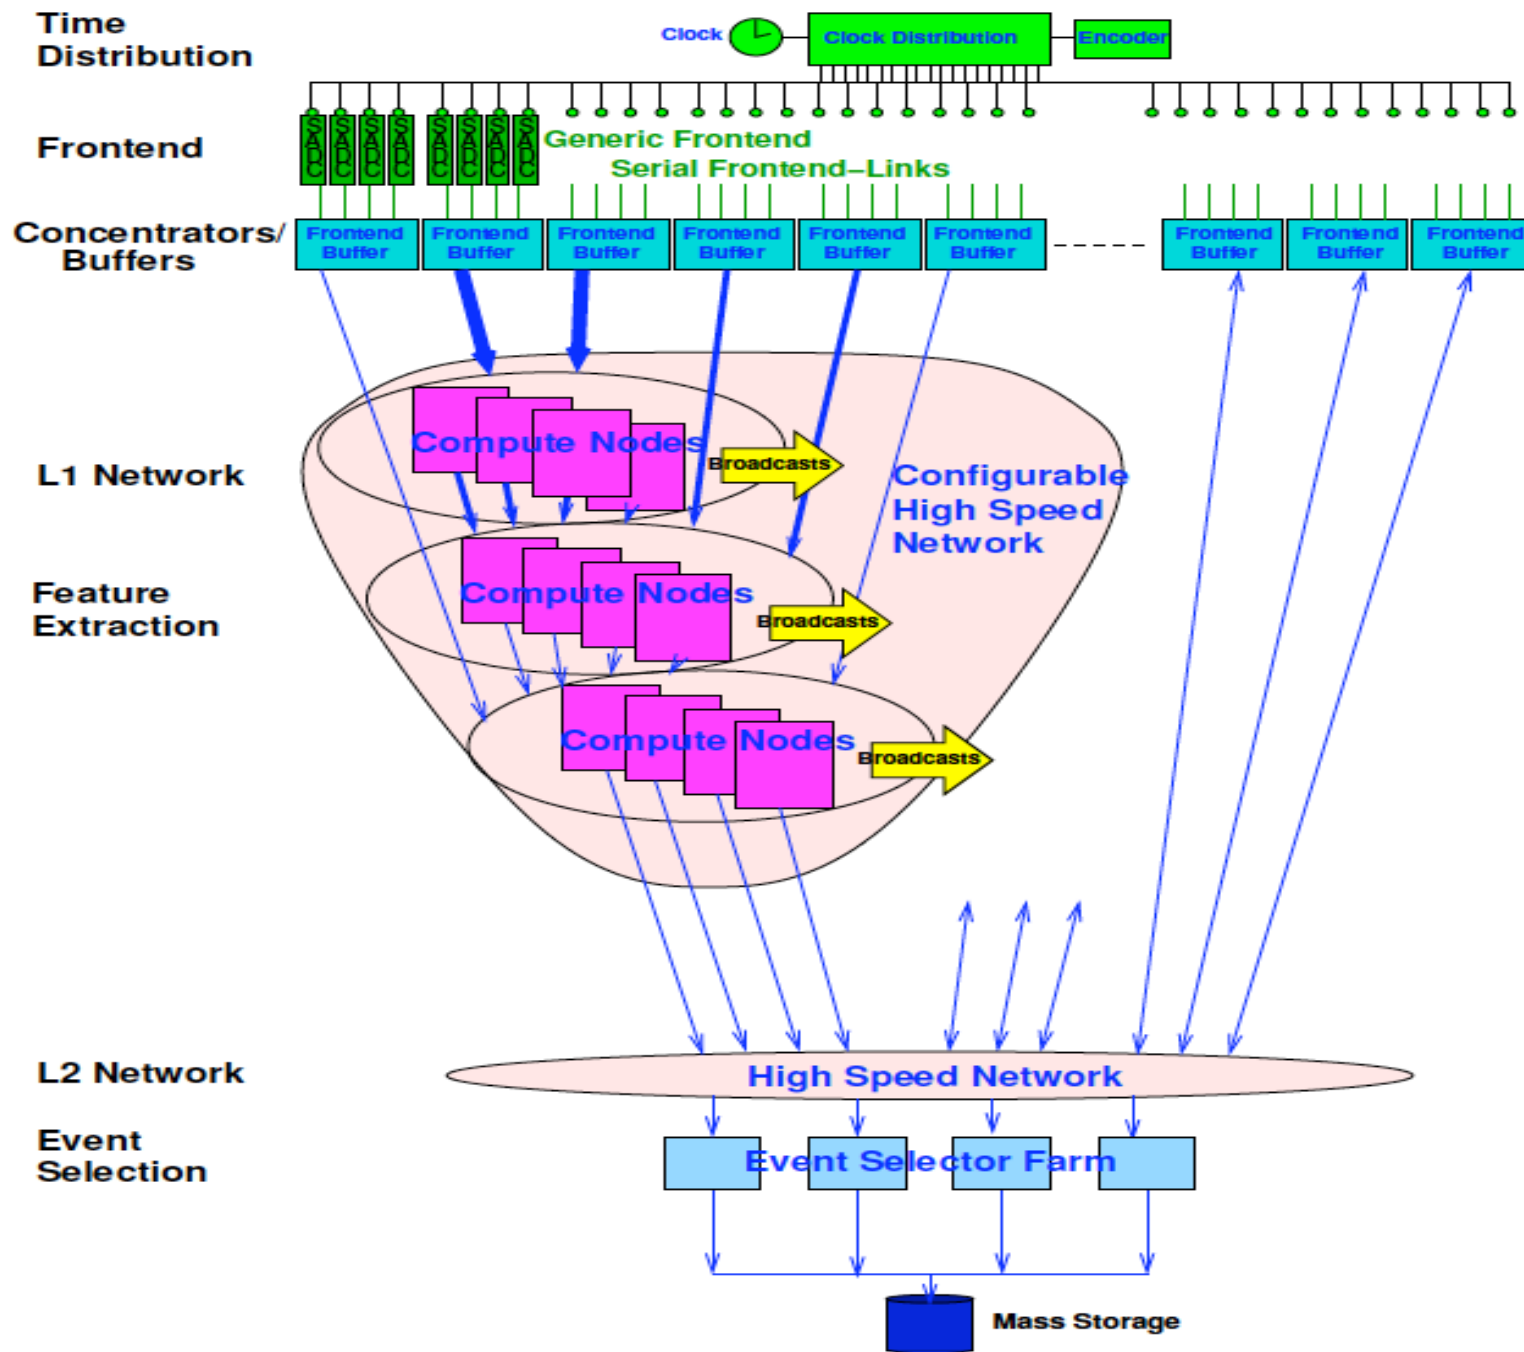 Time
Distribution
Clock
Clock Distribution
Encoder
Frontend
SADC SADC SADC SADC SADC SADC SADC SADC
Generic Frontend
Serial Frontend-Links
Concentrators/
Buffers
Frontend Buffer
Frontend Buffer
Frontend Buffer
Frontend Buffer
Frontend Buffer
Frontend Buffer
Frontend Buffer
Frontend Buffer
Frontend Buffer
L1 Network
Compute Nodes
Broadcasts
Configurable
High Speed
Network
Feature
Extraction
Compute Nodes
Broadcasts
Compute Nodes
Broadcasts
L2 Network
High Speed Network
Event
Selection
Event Selector Farm
Mass Storage